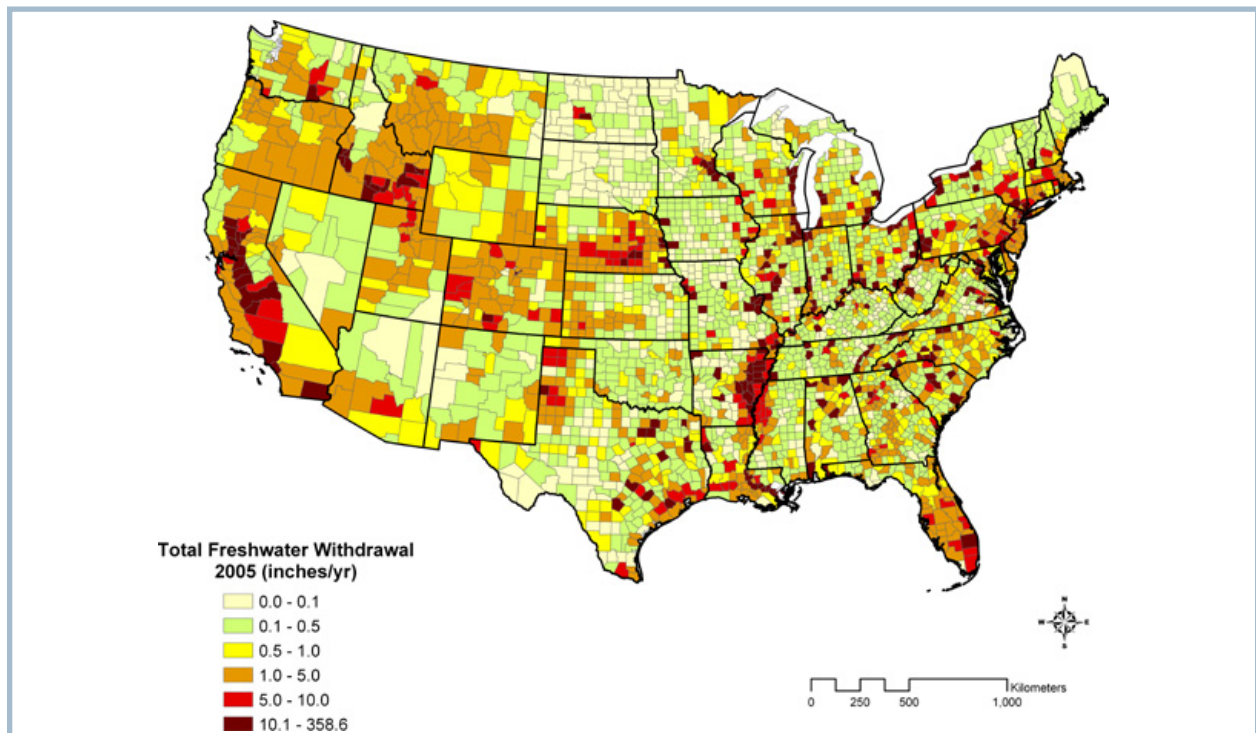 Total Freshwater Withdrawal
2005 (inches/yr)
0.0 - 0.1
0.1 - 0.5
0.5 - 1.0
1.0 - 5.0
5.0 - 10.0
10.1 - 358.6
N
W E
S
Kilometers
0 250 500 1,000